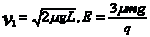 v₁ = √2μgL, E = 3μmg/q